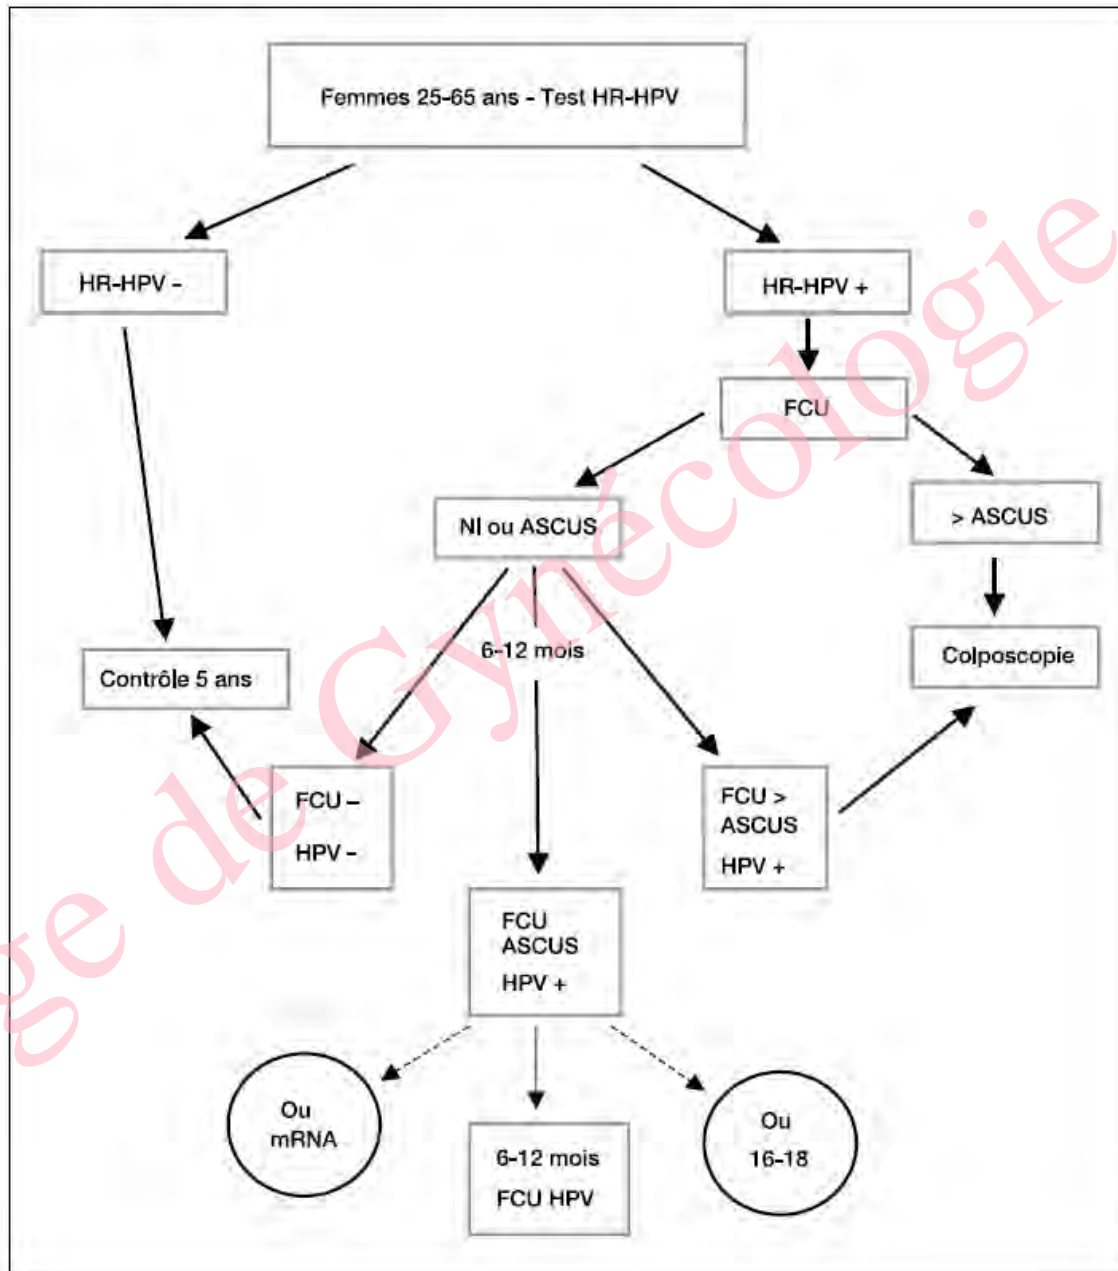 Femmes 25-65 ans - Test HR-HPV
HR-HPV -
HR-HPV +
FCU
NI ou ASCUS
> ASCUS
6-12 mois
Colposcopie
Contrôle 5 ans
FCU –
HPV –
FCU >
ASCUS
HPV +
FCU
ASCUS
HPV +
Ou
mRNA
6-12 mois
FCU HPV
Ou
16-18
ge de Gynécologie